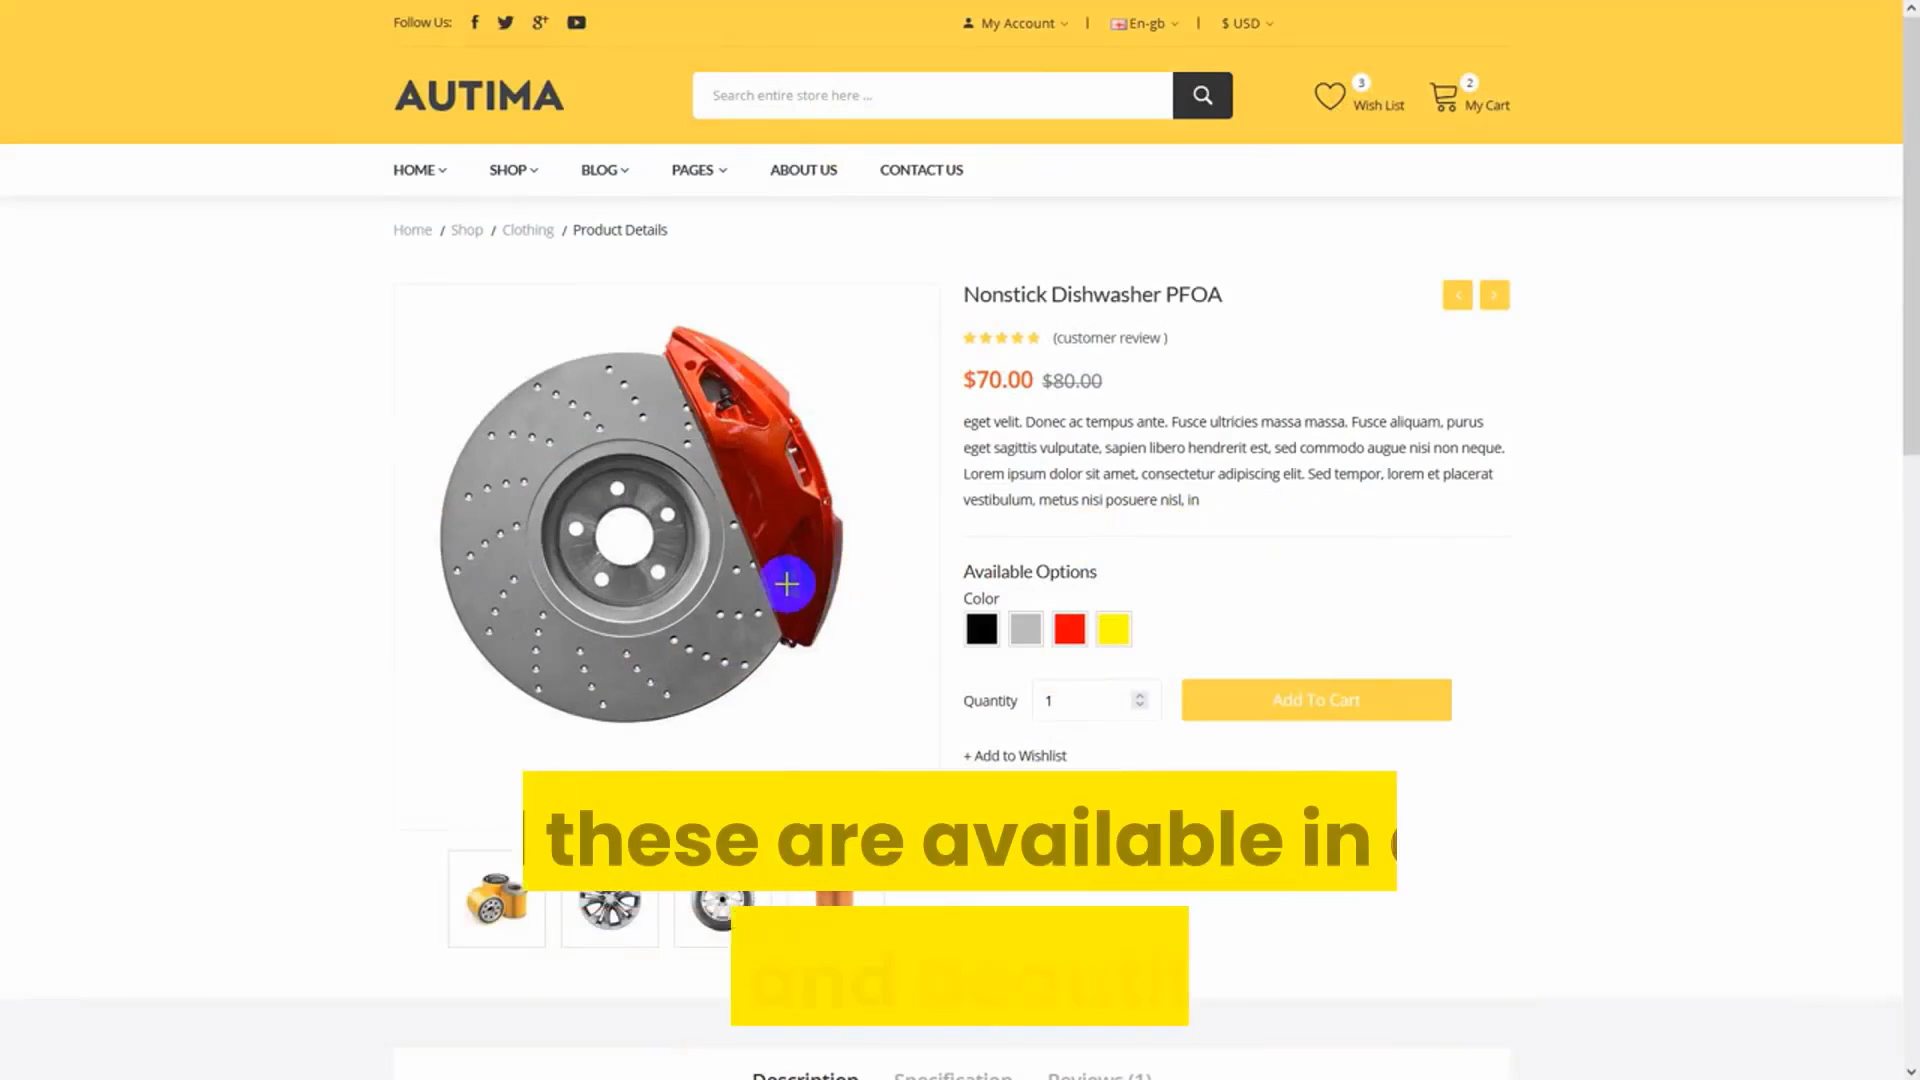 Follow Us:
My Account | En-gb | $ USD
AUTIMA
Search entire store here ...
3
Wish List
2
My Cart
HOME SHOP BLOG PAGES ABOUT US CONTACT US
Home / Shop / Clothing / Product Details
Nonstick Dishwasher PFOA
(customer review )
$70.00 $80.00
eget velit. Donec ac tempus ante. Fusce ultricies massa massa. Fusce aliquam, purus
eget sagittis vulputate, sapien libero hendrerit est, sed commodo augue nisi non neque.
Lorem ipsum dolor sit amet, consectetur adipiscing elit. Sed tempor, lorem et placerat
vestibulum, metus nisi posuere nisl, in
Available Options
Color
Quantity 1 Add To Cart
+ Add to Wishlist
these are available in
and
Description Specification Reviews (1)